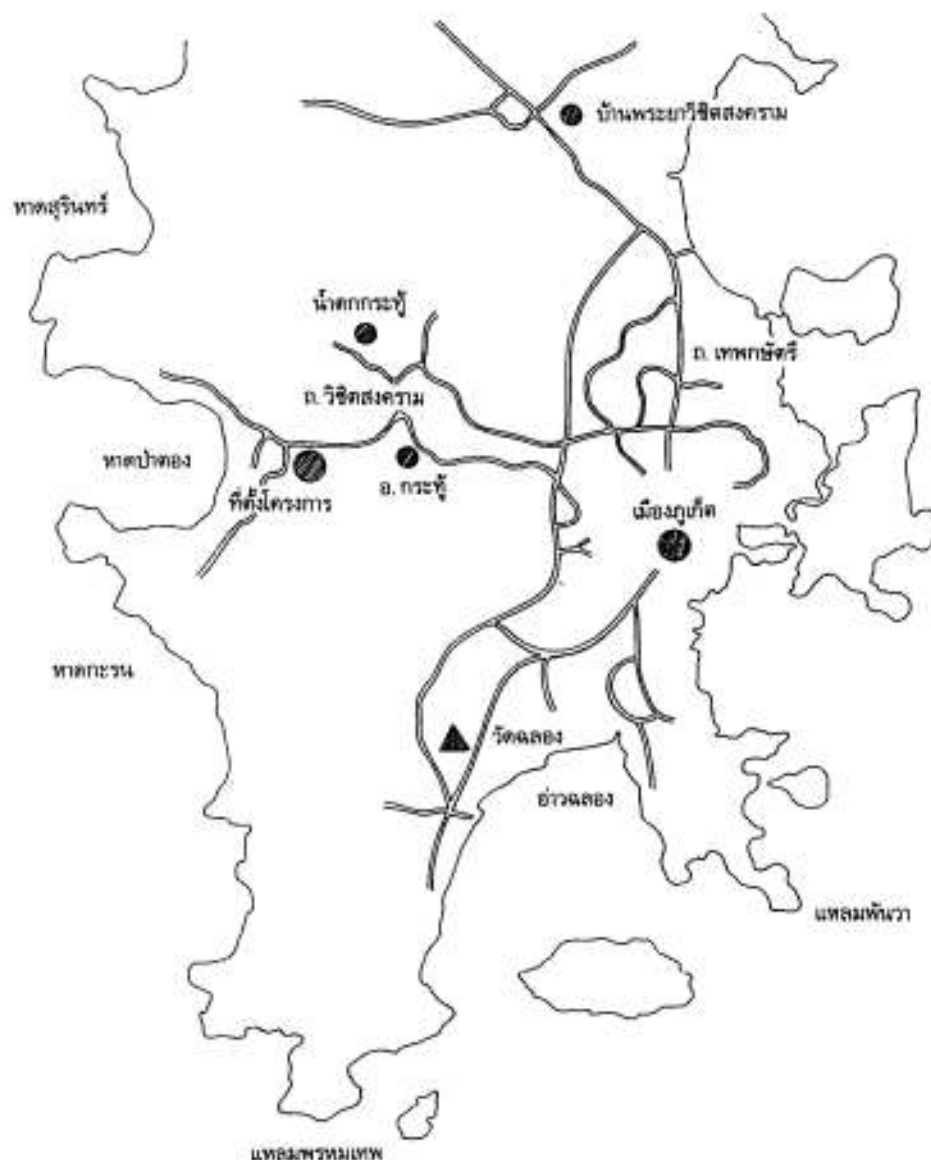 บ้านพระยาวิชิตสงคราม
หาดสุรินทร์
น้ำตกกะทู้
ถ. เทพกษัตรี
ถ. วิชิตสงคราม
หาดป่าตอง
อ. กระทู้
ที่ตั้งโครงการ
เมืองภูเก็ต
หาดกะรน
วัดฉลอง
อ่าวฉลอง
แหลมพันวา
แหลมพรหมเทพ